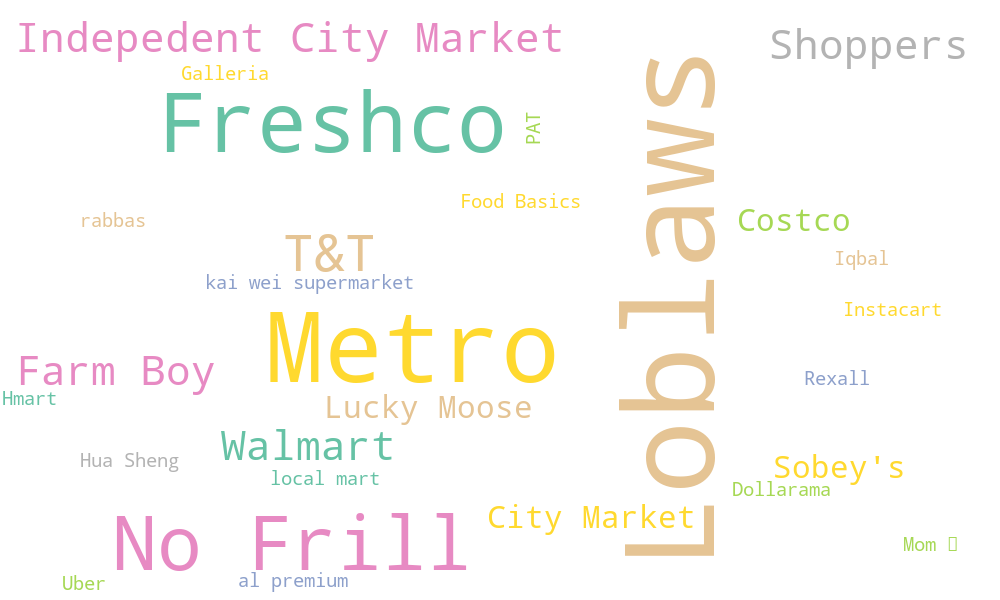 Indepedent City Market
Shoppers
Galleria
Freshco
PAT
Loblaws
Food Basics
rabbas
Costco
T&T
Iqbal
kai wei supermarket
Instacart
Metro
Farm Boy
Rexall
Hmart
Lucky Moose
Walmart
Hua Sheng
Sobey's
local mart
Dollarama
City Market
No Frill
Mom
Uber
al premium